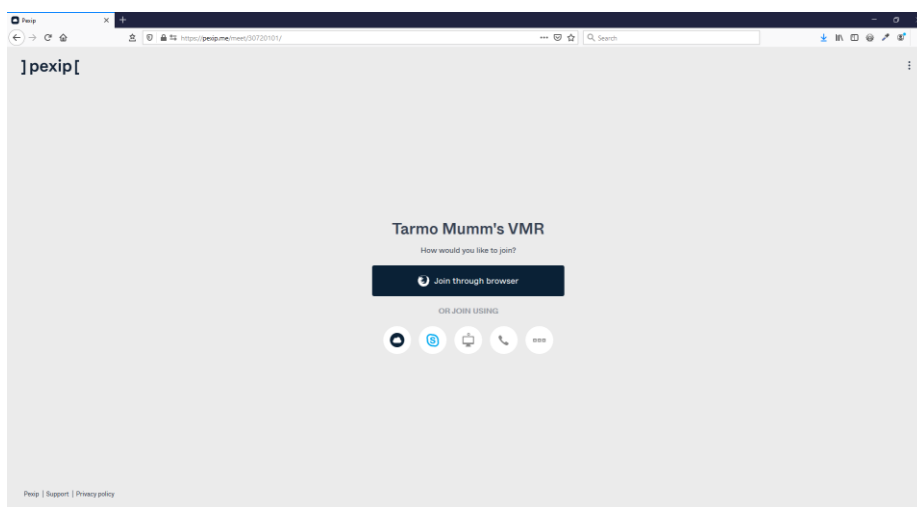 Pexip
https://pexip.me/meet/30720101/
Search
]pexip[
Tarmo Mumm's VMR
How would you like to join?
Join through browser
OR JOIN USING
Pexip | Support | Privacy policy